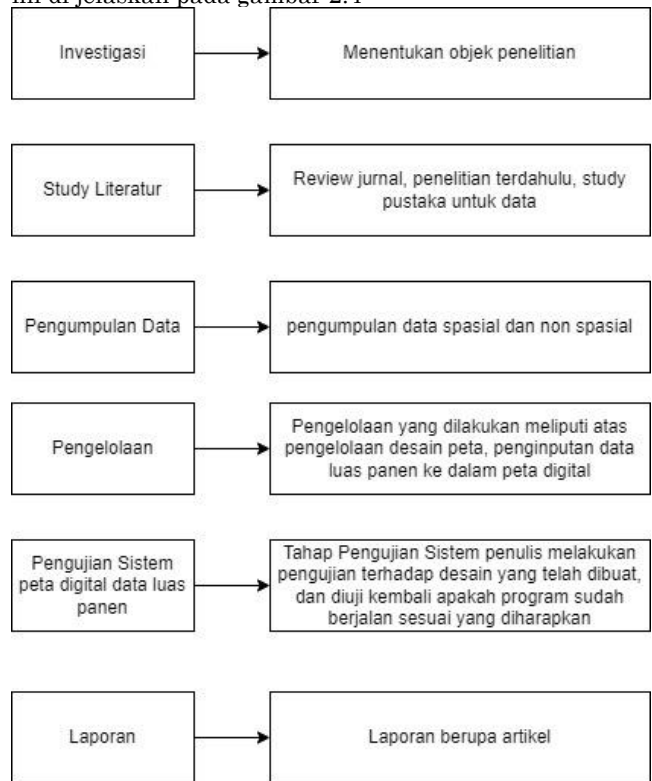 ini di jelaskan pada gambar 2.4
Investigasi
Menentukan objek penelitian
Study Literatur
Review jurnal, penelitian terdahulu, study
pustaka untuk data
Pengumpulan Data
pengumpulan data spasial dan non spasial
Pengelolaan
Pengelolaan yang dilakukan meliputi atas
pengelolaan desain peta, penginputan data
luas panen ke dalam peta digital
Pengujian Sistem
peta digital data luas
panen
Tahap Pengujian Sistem penulis melakukan
pengujian terhadap desain yang telah dibuat,
dan diuji kembali apakah program sudah
berjalan sesuai yang diharapkan
Laporan
Laporan berupa artikel